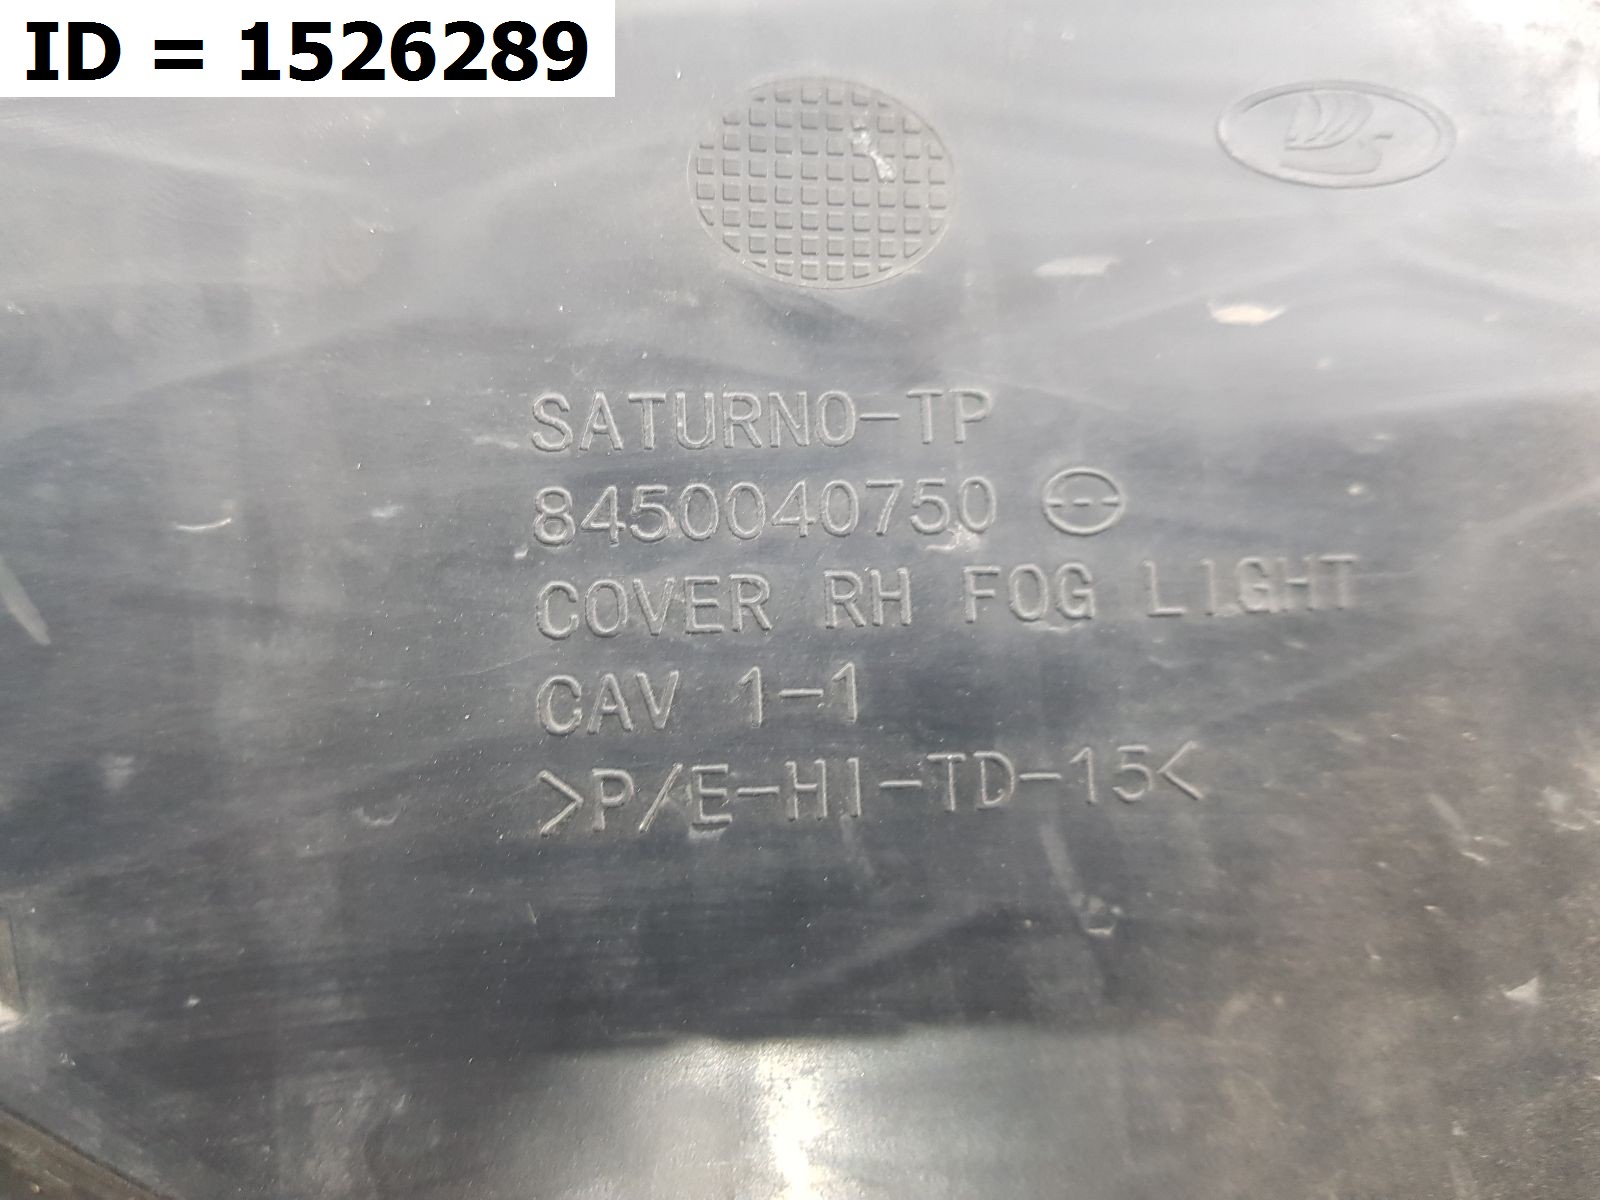 ID = 1526289
SATURNO-TP
8450040750
COVER RH FOG LIGHT
CAV 1-1
>P/E-HI-TD-15<